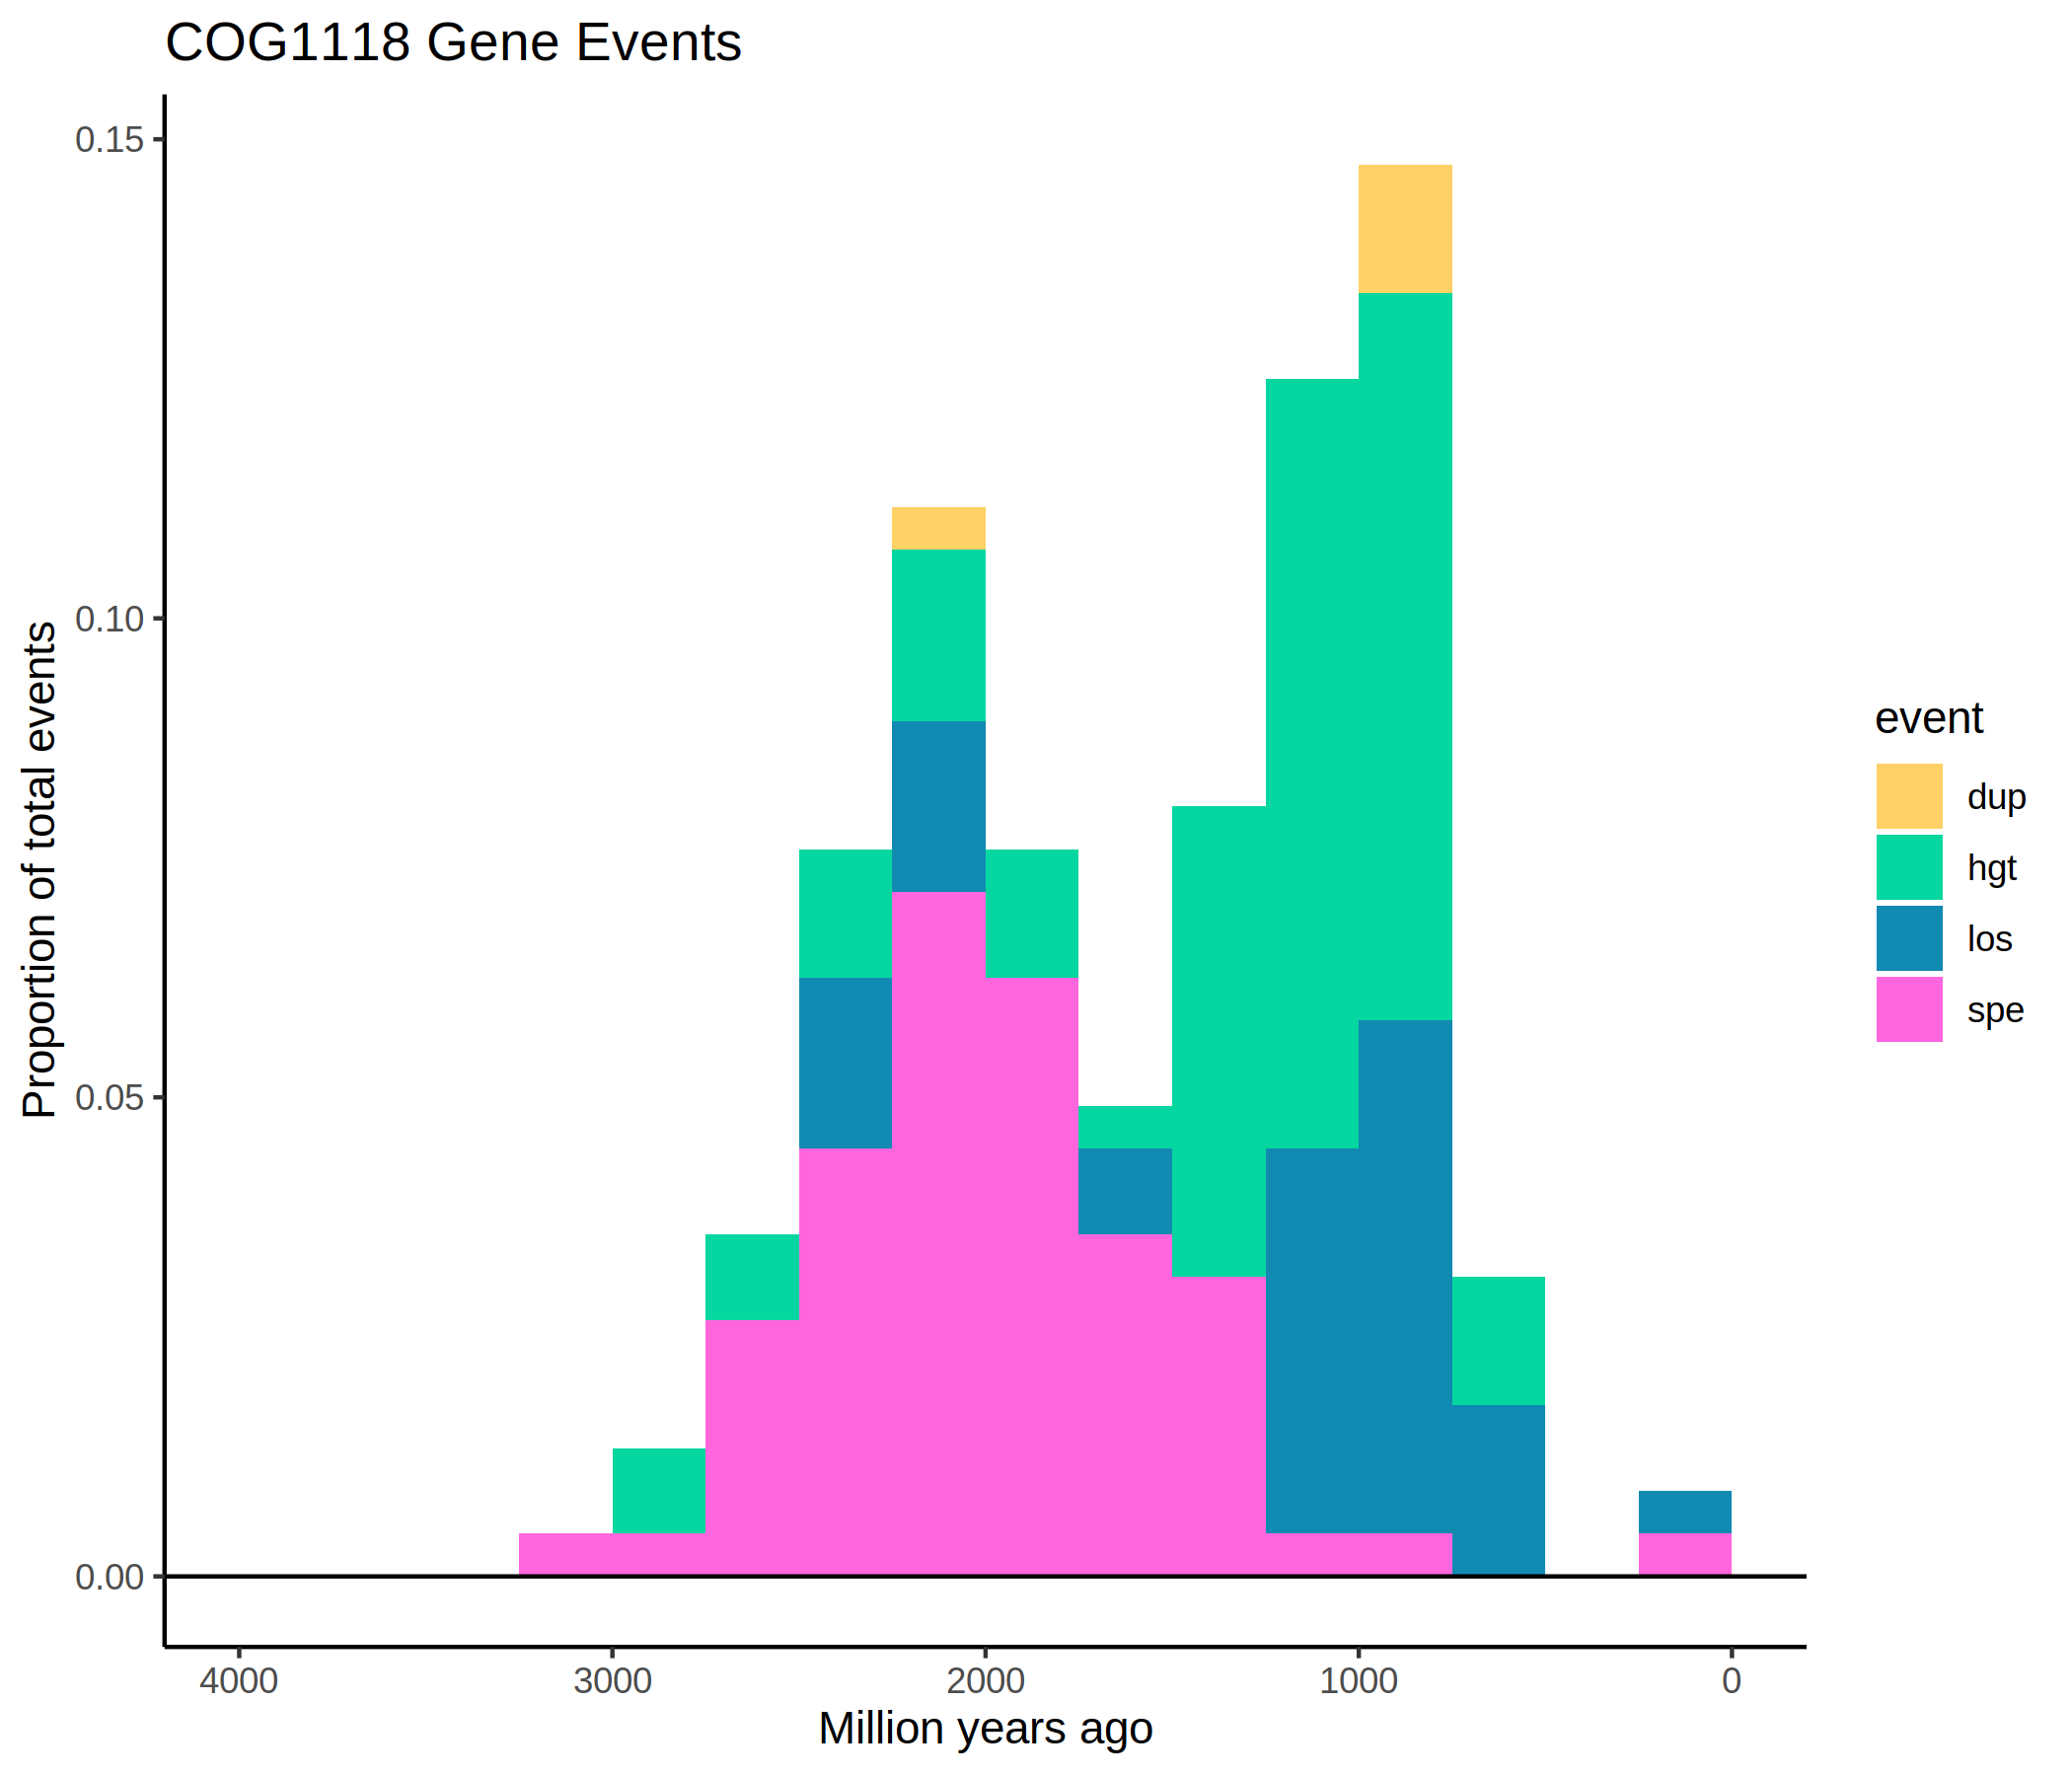 COG1118 Gene Events
0.15
0.10
0.05
0.00
Proportion of total events
4000 3000 2000 1000 0
Million years ago
event
dup
hgt
los
spe